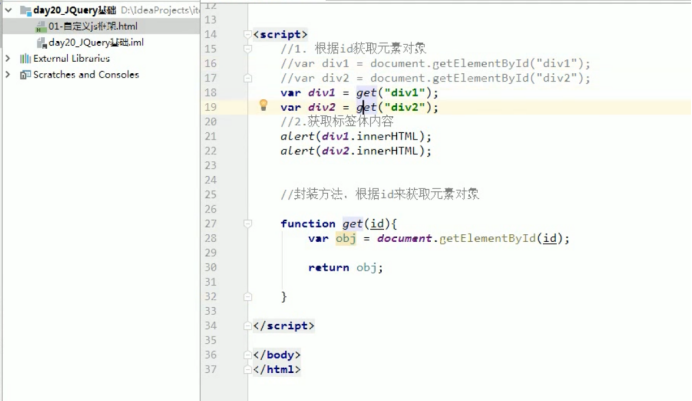 day20_JQuery基础 D:\IdeaProjects\it
01-自定义js框架.html
day20_JQuery基础.iml
External Libraries
Scratches and Consoles
12
13
14 <script>
15 //1. 根据id获取元素对象
16 //var div1 = document.getElementById("div1");
17 //var div2 = document.getElementById("div2");
18 var div1 = get("div1");
19 var div2 = get("div2");
20 //2.获取标签体内容
21 alert(div1.innerHTML);
22 alert(div2.innerHTML);
23
24
25 //封装方法，根据id来获取元素对象
26
27 function get(id){
28 var obj = document.getElementById(id);
29
30 return obj;
31
32 }
33
34 </script>
35
36 </body>
37 </html>